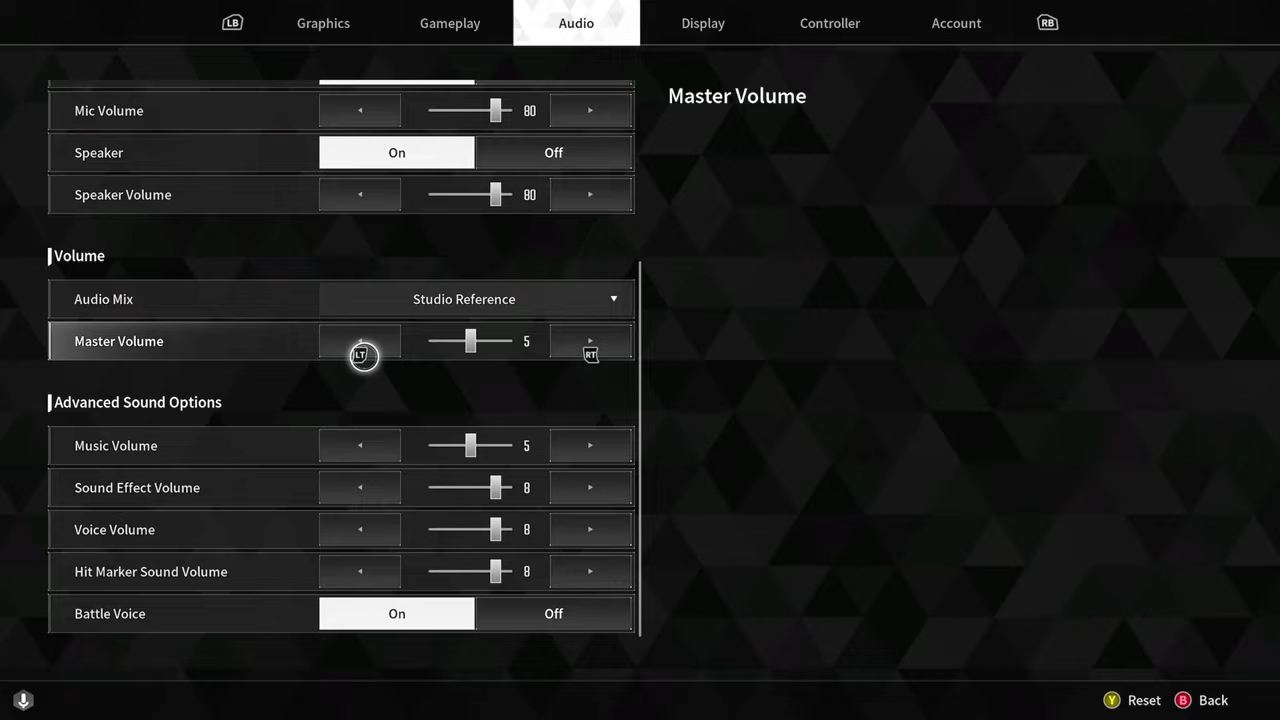 LB Graphics Gameplay Audio Display Controller Account RB
Master Volume
Mic Volume 80
Speaker On Off
Speaker Volume 80
Volume
Audio Mix Studio Reference
Master Volume 5
LT RT
Advanced Sound Options
Music Volume 5
Sound Effect Volume 8
Voice Volume 8
Hit Marker Sound Volume 8
Battle Voice On Off
Y Reset B Back